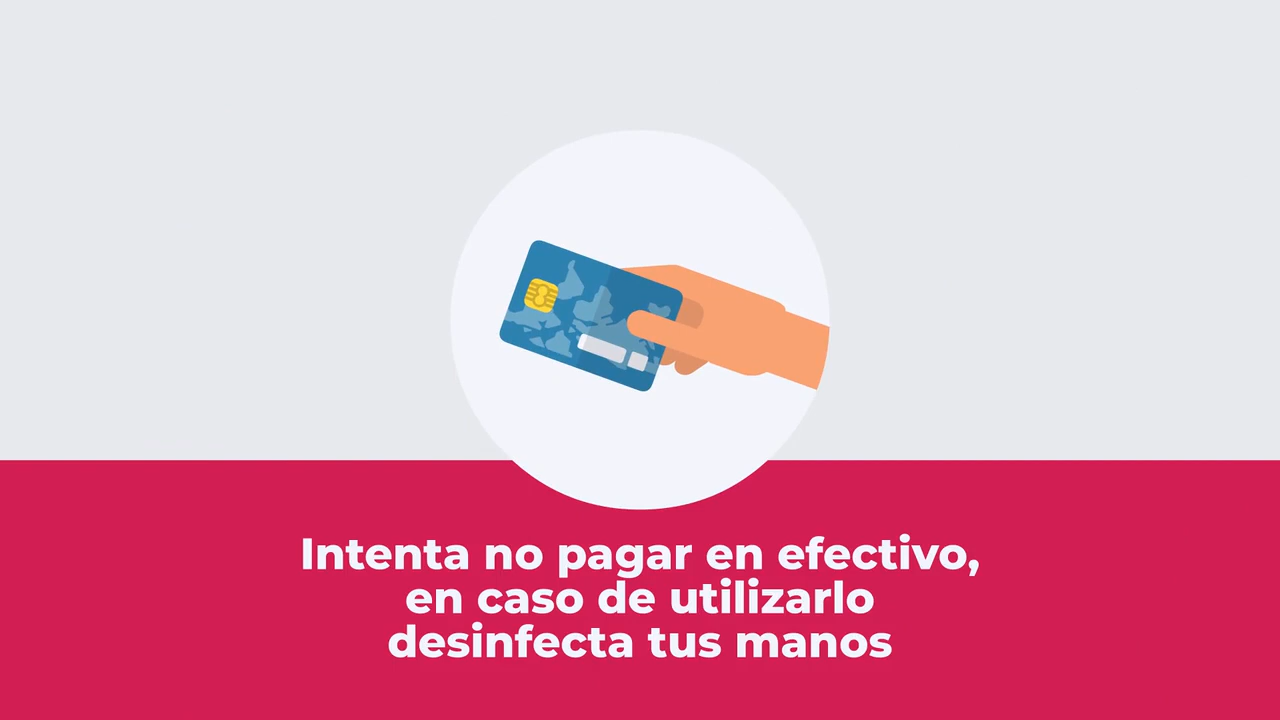 Intenta no pagar en efectivo,
en caso de utilizarlo
desinfecta tus manos